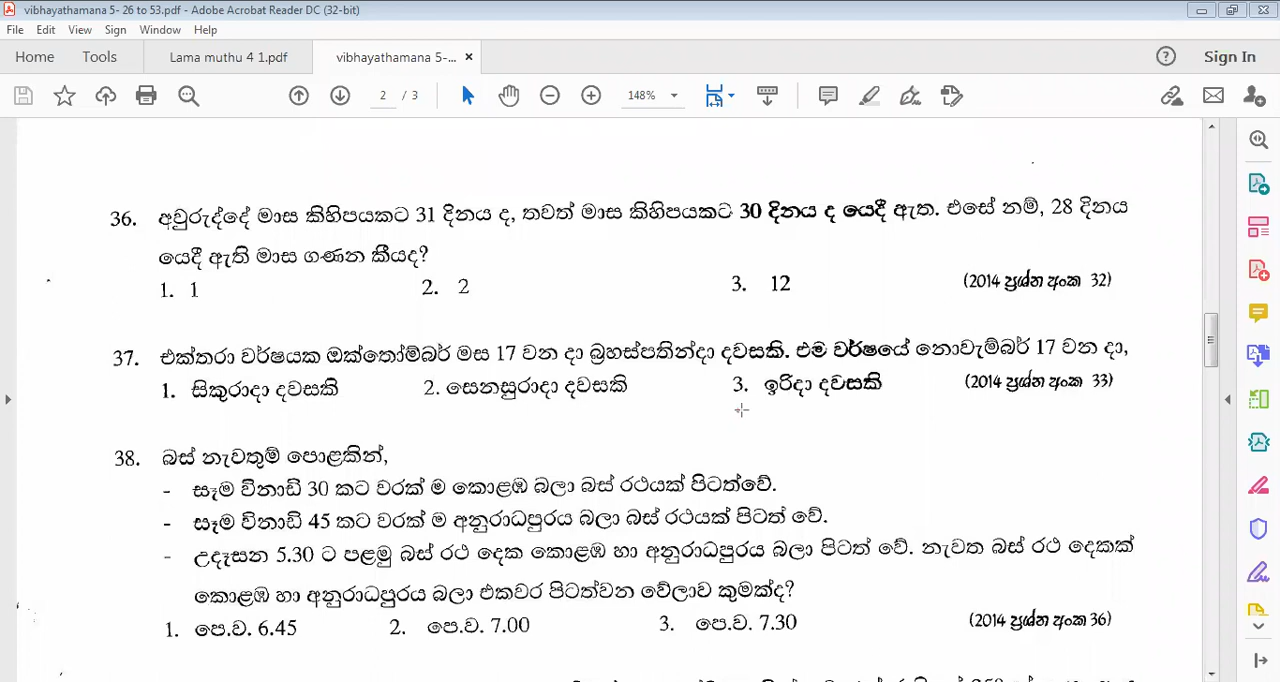 vibhayathamana 5- 26 to 53.pdf - Adobe Acrobat Reader DC (32-bit)
File Edit View Sign Window Help
Home Tools Lama muthu 4 1.pdf vibhayathamana 5-... × Sign In
2 / 3 148%
36. අවුරුද්දේ මාස කිහිපයකට 31 දිනය ද, තවත් මාස කිහිපයකට 30 දිනය ද යෙදී ඇත. එසේ නම්, 28 දිනය
යෙදී ඇති මාස ගණන කීයද?
1. 1 2. 2 3. 12 (2014 ප්‍රශ්න අංක 32)
37. එක්තරා වර්ෂයක ඔක්තෝම්බර් මස 17 වන දා බ්‍රහස්පතින්දා දවසකි. එම වර්ෂයේ නොවැම්බර් 17 වන දා,
1. සිකුරාදා දවසකි 2. සෙනසුරාදා දවසකි 3. ඉරිදා දවසකි (2014 ප්‍රශ්න අංක 33)
38. බස් නැවතුම් පොළකින්,
- සෑම විනාඩි 30 කට වරක් ම කොළඹ බලා බස් රථයක් පිටත්වේ.
- සෑම විනාඩි 45 කට වරක් ම අනුරාධපුරය බලා බස් රථයක් පිටත් වේ.
- උදෑසන 5.30 ට පළමු බස් රථ දෙක කොළඹ හා අනුරාධපුරය බලා පිටත් වේ. නැවත බස් රථ දෙකක්
කොළඹ හා අනුරාධපුරය බලා එකවර පිටත්වන වේලාව කුමක්ද?
1. පෙ.ව. 6.45 2. පෙ.ව. 7.00 3. පෙ.ව. 7.30 (2014 ප්‍රශ්න අංක 36)